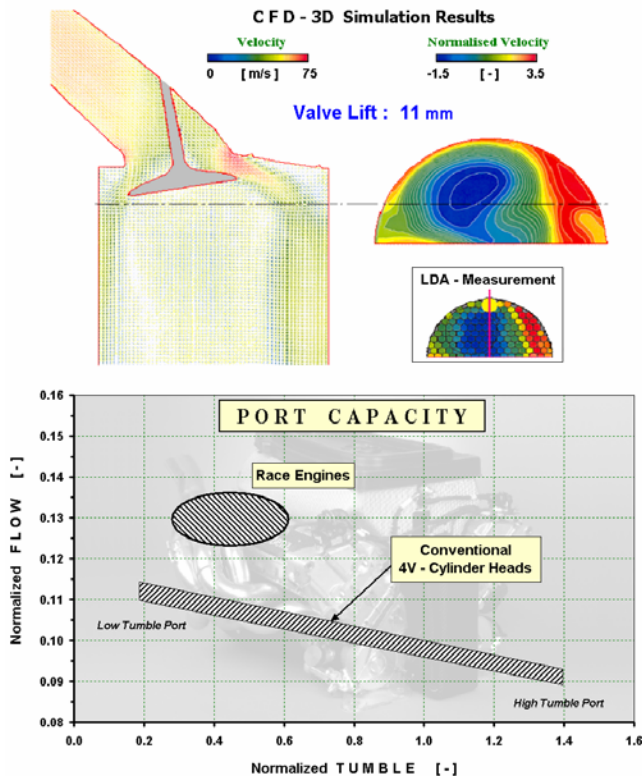 CFD - 3D Simulation Results
Velocity
0 [ m/s ] 75
Normalised Velocity
-1.5 [ - ] 3.5
Valve Lift : 11 mm
LDA - Measurement
PORT CAPACITY
Race Engines
Conventional
4V - Cylinder Heads
Low Tumble Port
High Tumble Port
Normalized FLOW [ - ]
0.16
0.15
0.14
0.13
0.12
0.11
0.10
0.09
0.08
0.0 0.2 0.4 0.6 0.8 1.0 1.2 1.4 1.6
Normalized TUMBLE [ - ]